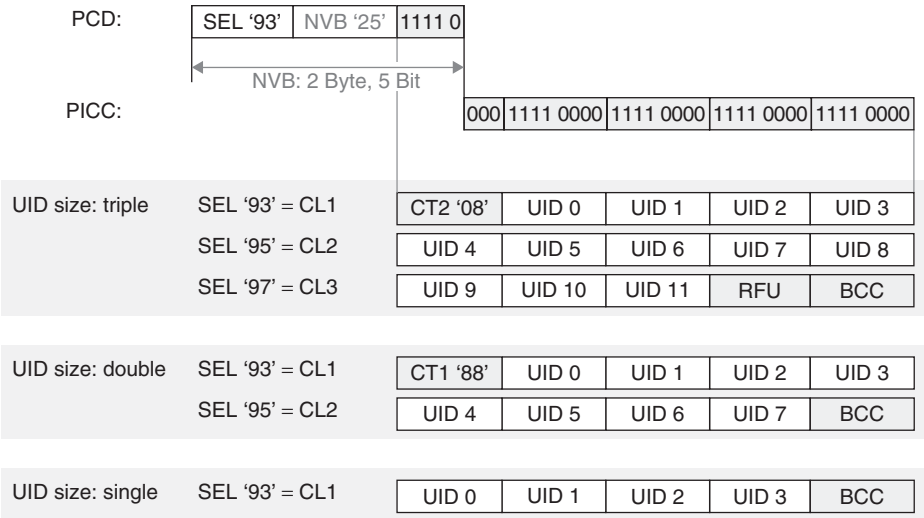 PCD: SEL ‘93’ NVB ‘25’ 1111 0
NVB: 2 Byte, 5 Bit
PICC: 000 1111 0000 1111 0000 1111 0000 1111 0000
UID size: triple SEL ‘93’ = CL1 CT2 ‘08’ UID 0 UID 1 UID 2 UID 3
SEL ‘95’ = CL2 UID 4 UID 5 UID 6 UID 7 UID 8
SEL ‘97’ = CL3 UID 9 UID 10 UID 11 RFU BCC
UID size: double SEL ‘93’ = CL1 CT1 ‘88’ UID 0 UID 1 UID 2 UID 3
SEL ‘95’ = CL2 UID 4 UID 5 UID 6 UID 7 BCC
UID size: single SEL ‘93’ = CL1 UID 0 UID 1 UID 2 UID 3 BCC